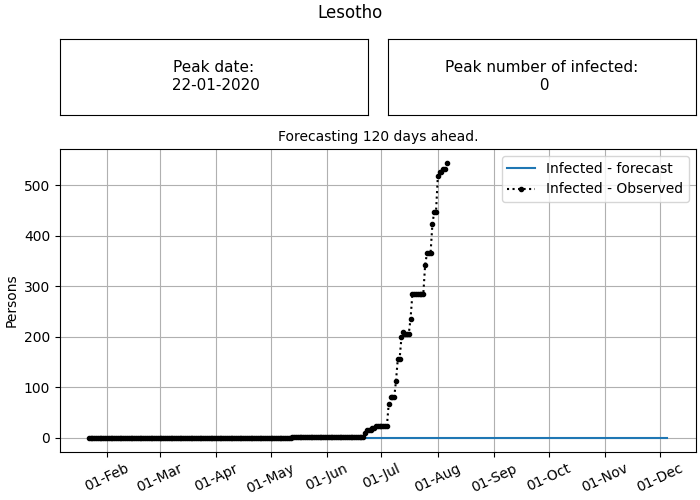 Lesotho
Peak date:
22-01-2020
Peak number of infected:
0
Forecasting 120 days ahead.
Infected - forecast
Infected - Observed
Persons
500
400
300
200
100
0
01-Feb
01-Mar
01-Apr
01-May
01-Jun
01-Jul
01-Aug
01-Sep
01-Oct
01-Nov
01-Dec